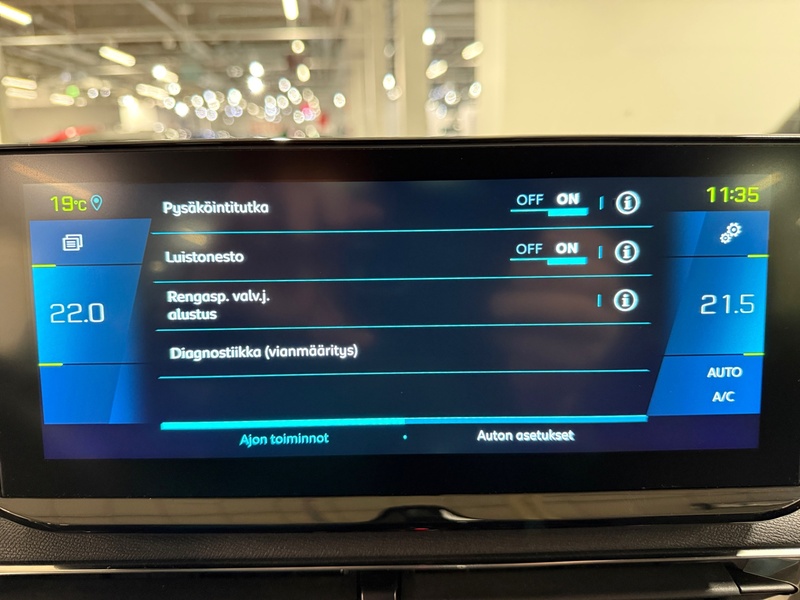 19°C
11:35
Pysäköintitutka OFF ON
Luistonesto OFF ON
22.0
Rengasp. valv.j.
alustus
21.5
Diagnostiikka (vianmääritys)
AUTO
A/C
Ajon toiminnot
Auton asetukset